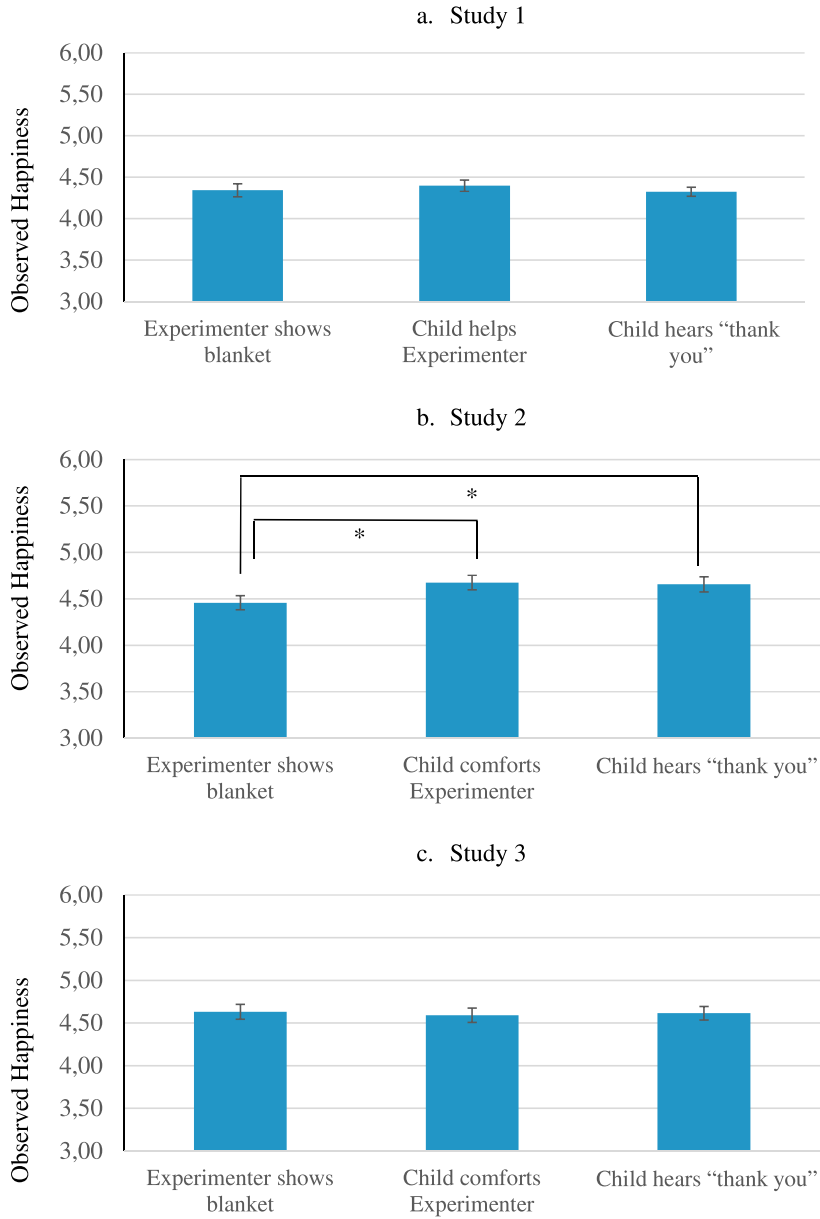 a. Study 1
Observed Happiness
6,00
5,50
5,00
4,50
4,00
3,50
3,00
Experimenter shows
blanket
Child helps
Experimenter
Child hears “thank
you”
b. Study 2
Observed Happiness
6,00
5,50
5,00
4,50
4,00
3,50
3,00
*
*
Experimenter shows
blanket
Child comforts
Experimenter
Child hears “thank you”
c. Study 3
Observed Happiness
6,00
5,50
5,00
4,50
4,00
3,50
3,00
Experimenter shows
blanket
Child comforts
Experimenter
Child hears “thank you”